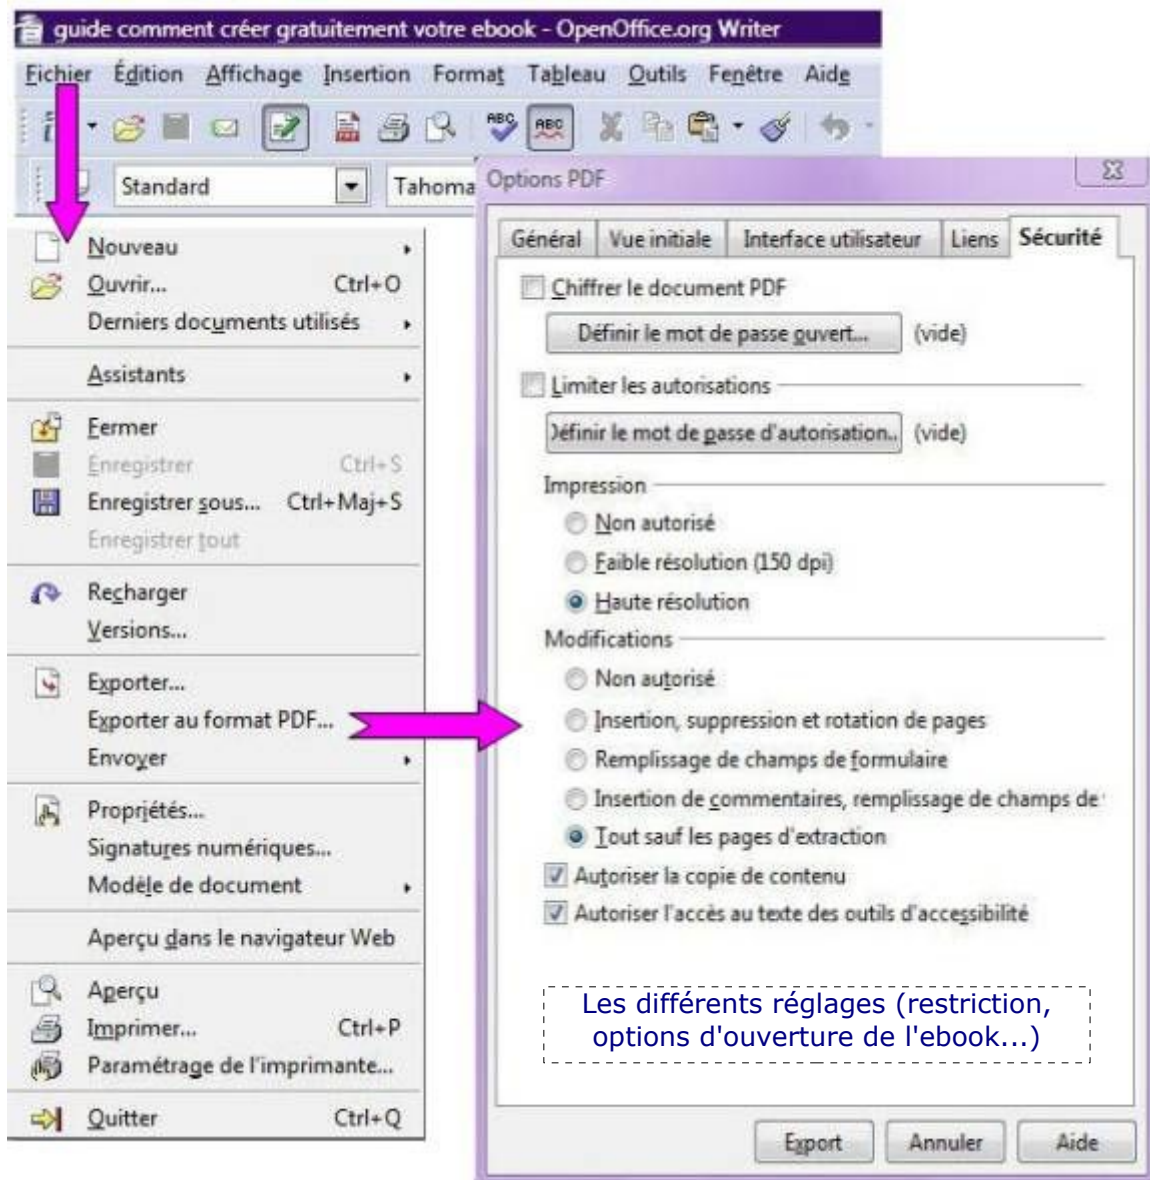 guide comment créer gratuitement votre ebook - OpenOffice.org Writer
Fichier Édition Affichage Insertion Format Tableau Outils Fenêtre Aide
ABC ABC
Standard Tahoma
Nouveau
Ouvrir... Ctrl+O
Derniers documents utilisés
Assistants
Fermer
Enregistrer Ctrl+S
Enregistrer sous... Ctrl+Maj+S
Enregistrer tout
Recharger
Versions...
Exporter...
Exporter au format PDF...
Envoyer
Propriétés...
Signatures numériques...
Modèle de document
Aperçu dans le navigateur Web
Aperçu
Imprimer... Ctrl+P
Paramétrage de l'imprimante...
Quitter Ctrl+Q
Options PDF
Général Vue initiale Interface utilisateur Liens Sécurité
Chiffrer le document PDF
Définir le mot de passe ouvert... (vide)
Limiter les autorisations
éfinir le mot de passe d'autorisation.. (vide)
Impression
Non autorisé
Faible résolution (150 dpi)
Haute résolution
Modifications
Non autorisé
Insertion, suppression et rotation de pages
Remplissage de champs de formulaire
Insertion de commentaires, remplissage de champs de
Tout sauf les pages d'extraction
Autoriser la copie de contenu
Autoriser l'accès au texte des outils d'accessibilité
Les différents réglages (restriction,
options d'ouverture de l'ebook...)
Export Annuler Aide